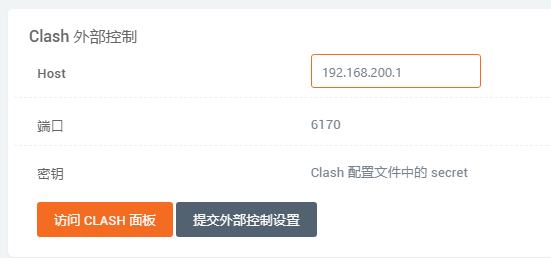 Clash 外部控制
Host 192.168.200.1
端口 6170
密钥 Clash 配置文件中的 secret
访问 CLASH 面板 提交外部控制设置